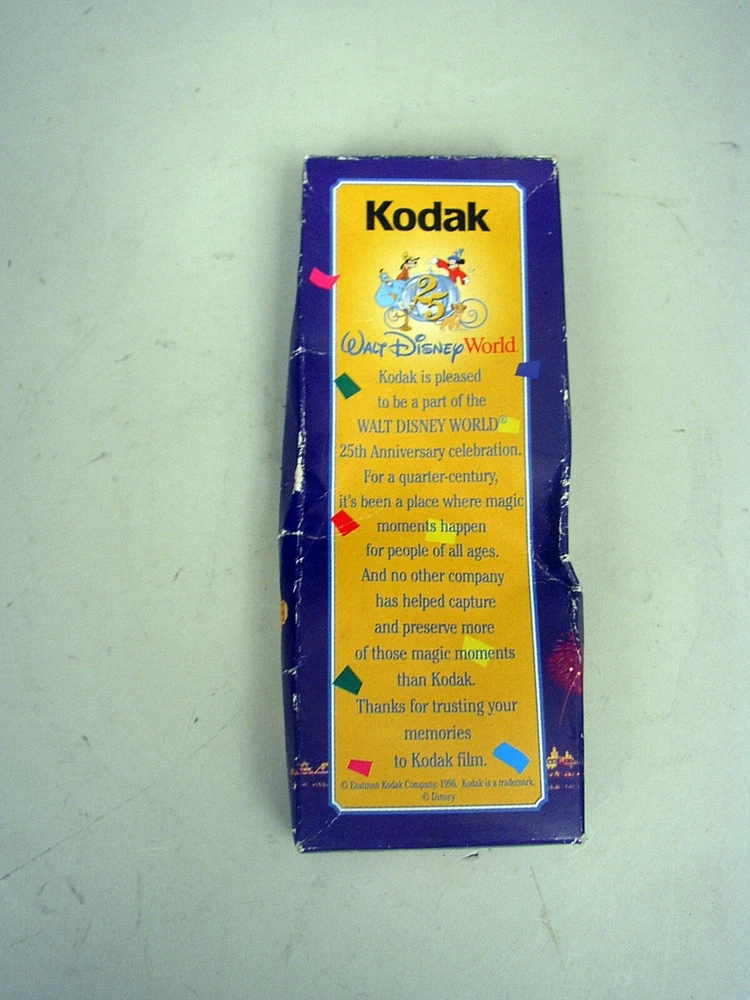 Kodak
25
WALT DISNEY World
Kodak is pleased
to be a part of the
WALT DISNEY WORLD®
25th Anniversary celebration.
For a quarter-century,
it's been a place where magic
moments happen
for people of all ages.
And no other company
has helped capture
and preserve more
of those magic moments
than Kodak.
Thanks for trusting your
memories
to Kodak film.
© Eastman Kodak Company, 1996. Kodak is a trademark.
© Disney